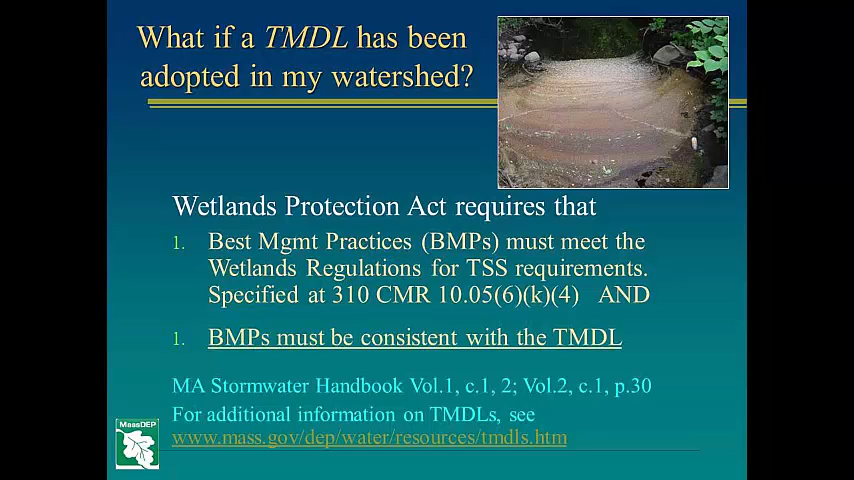 What if a TMDL has been
adopted in my watershed?
Wetlands Protection Act requires that
1. Best Mgmt Practices (BMPs) must meet the
Wetlands Regulations for TSS requirements.
Specified at 310 CMR 10.05(6)(k)(4) AND
1. BMPs must be consistent with the TMDL
MA Stormwater Handbook Vol.1, c.1, 2; Vol.2, c.1, p.30
For additional information on TMDLs, see
www.mass.gov/dep/water/resources/tmdls.htm
MassDEP